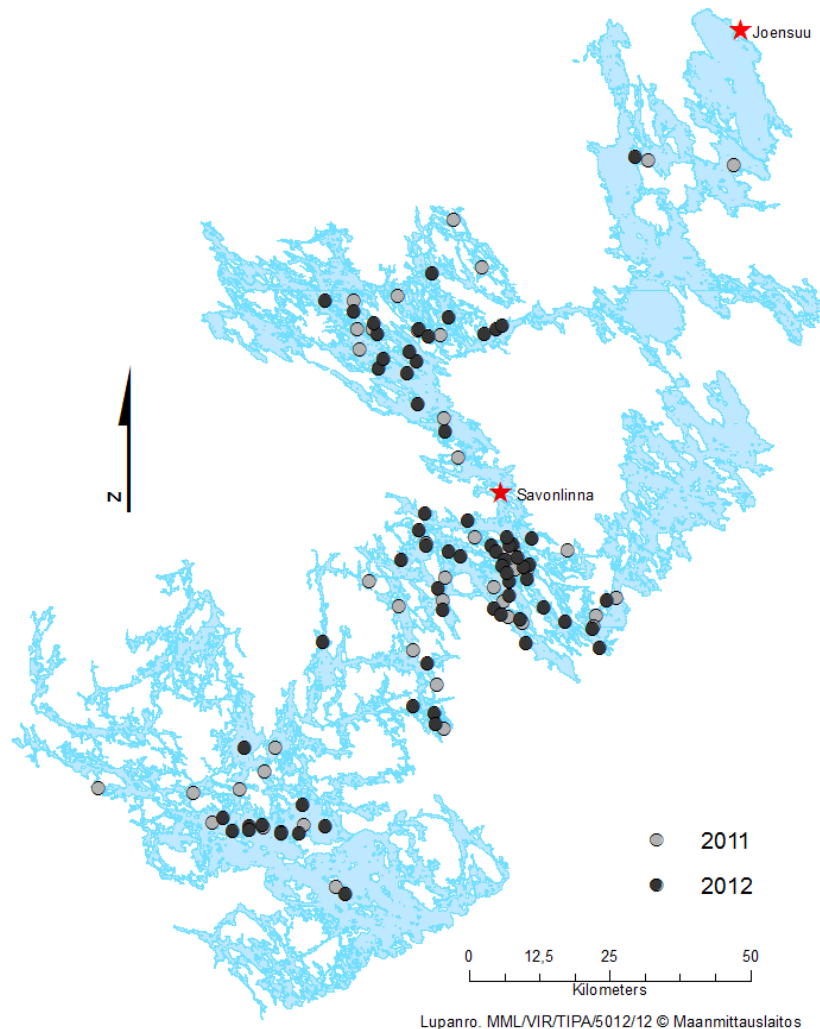 Joensuu
N
Savonlinna
2011
2012
0 12,5 25 50
Kilometers
Lupanro. MML/VIR/TIPA/5012/12 © Maanmittauslaitos